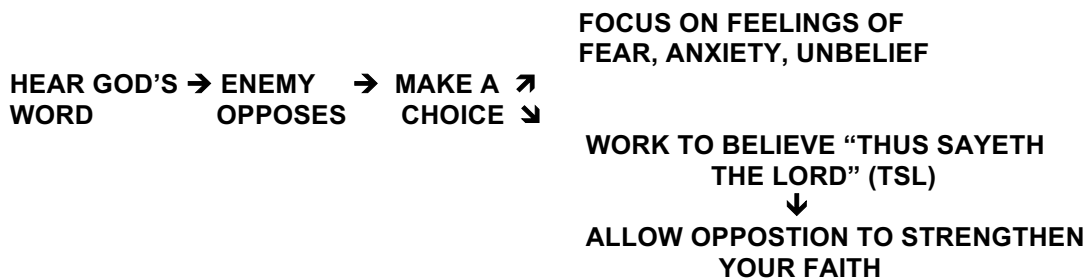 FOCUS ON FEELINGS OF
FEAR, ANXIETY, UNBELIEF
HEAR GOD’S → ENEMY → MAKE A ↗
WORD OPPOSES CHOICE ↘
WORK TO BELIEVE “THUS SAYETH
THE LORD” (TSL)
↓
ALLOW OPPOSTION TO STRENGTHEN
YOUR FAITH